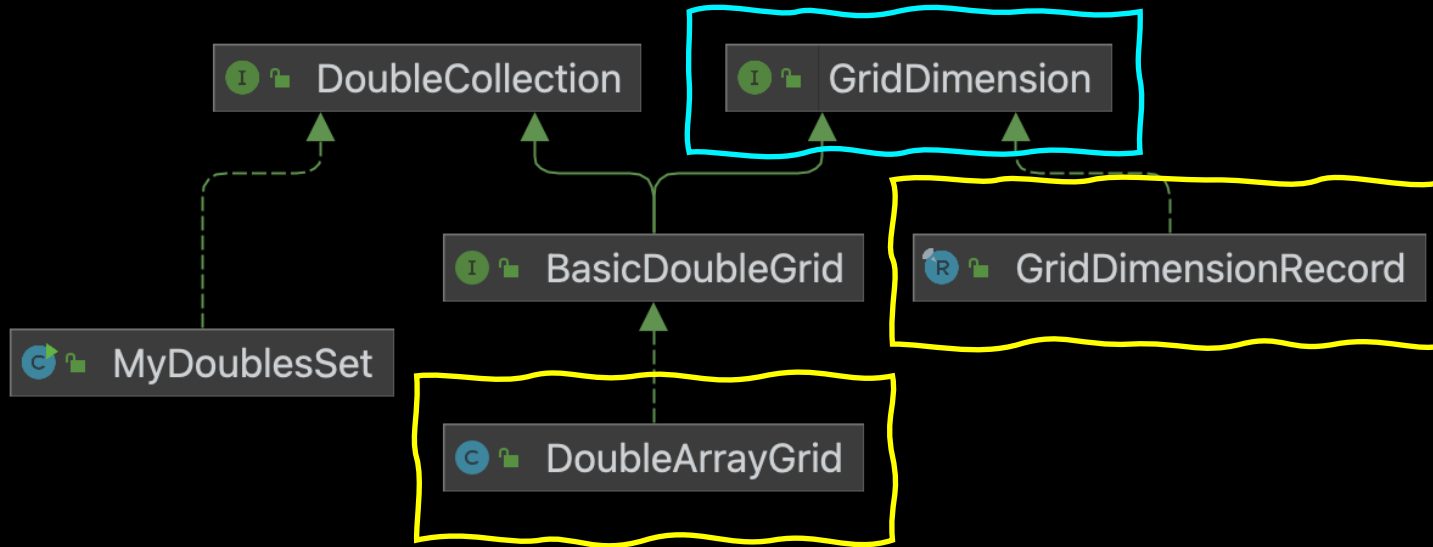 I DoubleCollection
I GridDimension
I BasicDoubleGrid
R GridDimensionRecord
C MyDoublesSet
C DoubleArrayGrid